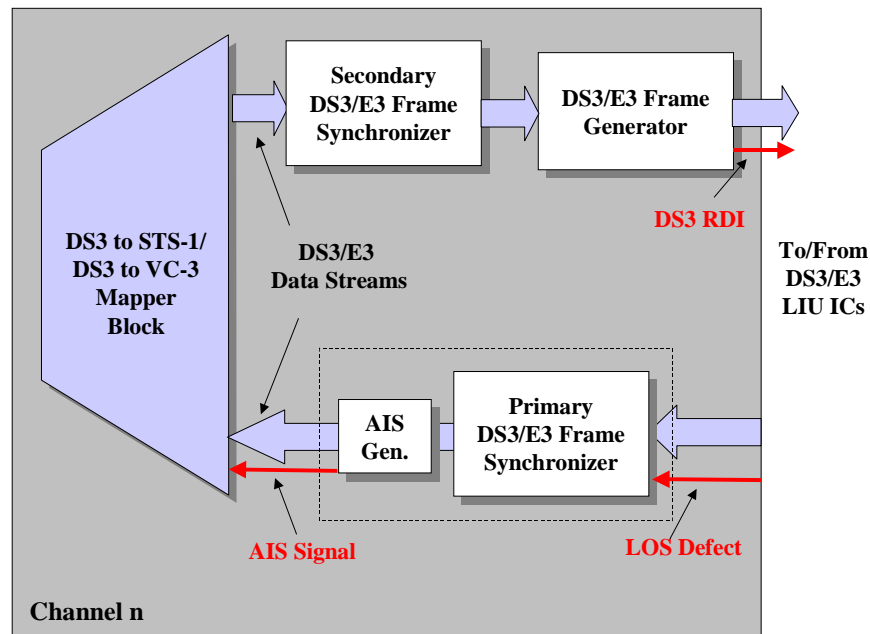 Secondary
DS3/E3 Frame
Synchronizer
DS3/E3 Frame
Generator
DS3 RDI
DS3 to STS-1/
DS3 to VC-3
Mapper
Block
DS3/E3
Data Streams
To/From
DS3/E3
LIU ICs
AIS
Gen.
Primary
DS3/E3 Frame
Synchronizer
AIS Signal
LOS Defect
Channel n